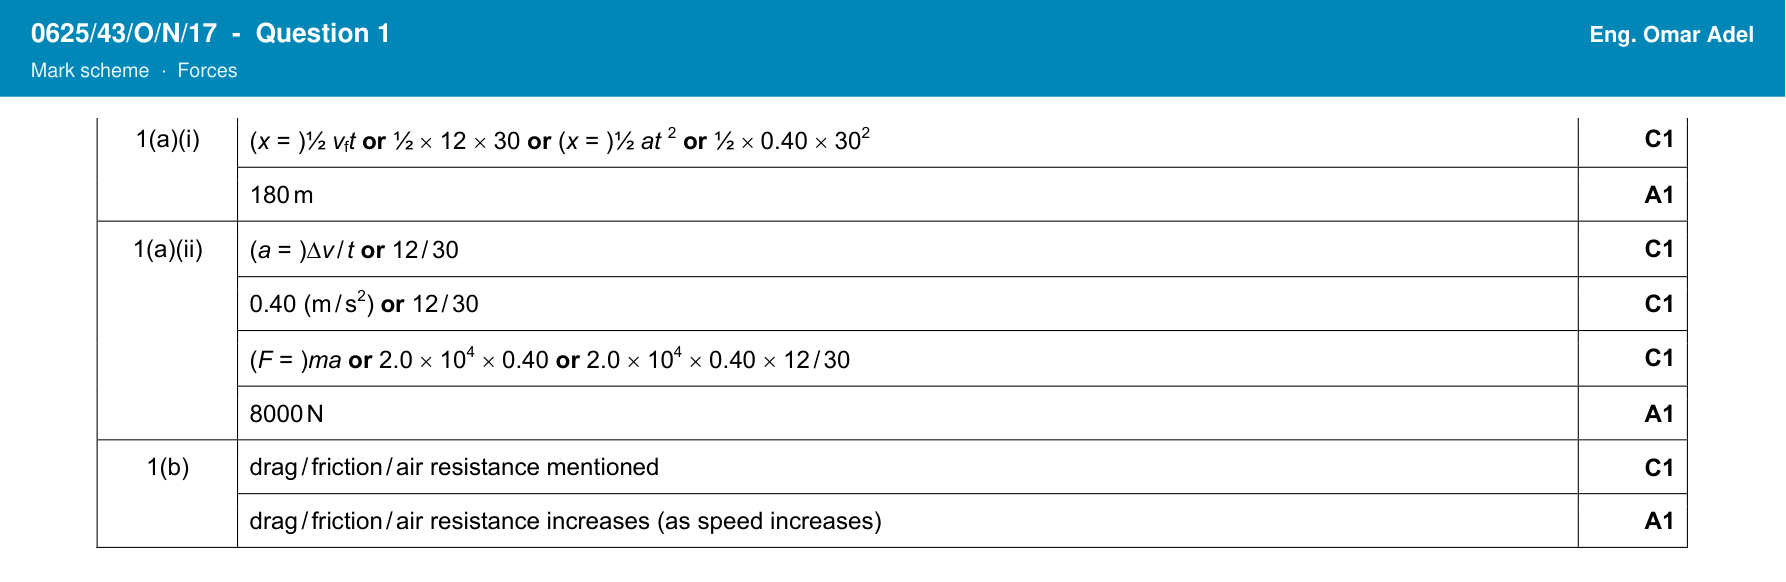 0625/43/O/N/17 - Question 1
Eng. Omar Adel
Mark scheme · Forces
1(a)(i) (x = )½ vft or ½ × 12 × 30 or (x = )½ at ² or ½ × 0.40 × 30² C1
180 m A1
1(a)(ii) (a = )Δv / t or 12 / 30 C1
0.40 (m / s²) or 12 / 30 C1
(F = )ma or 2.0 × 10⁴ × 0.40 or 2.0 × 10⁴ × 0.40 × 12 / 30 C1
8000 N A1
1(b) drag / friction / air resistance mentioned C1
drag / friction / air resistance increases (as speed increases) A1